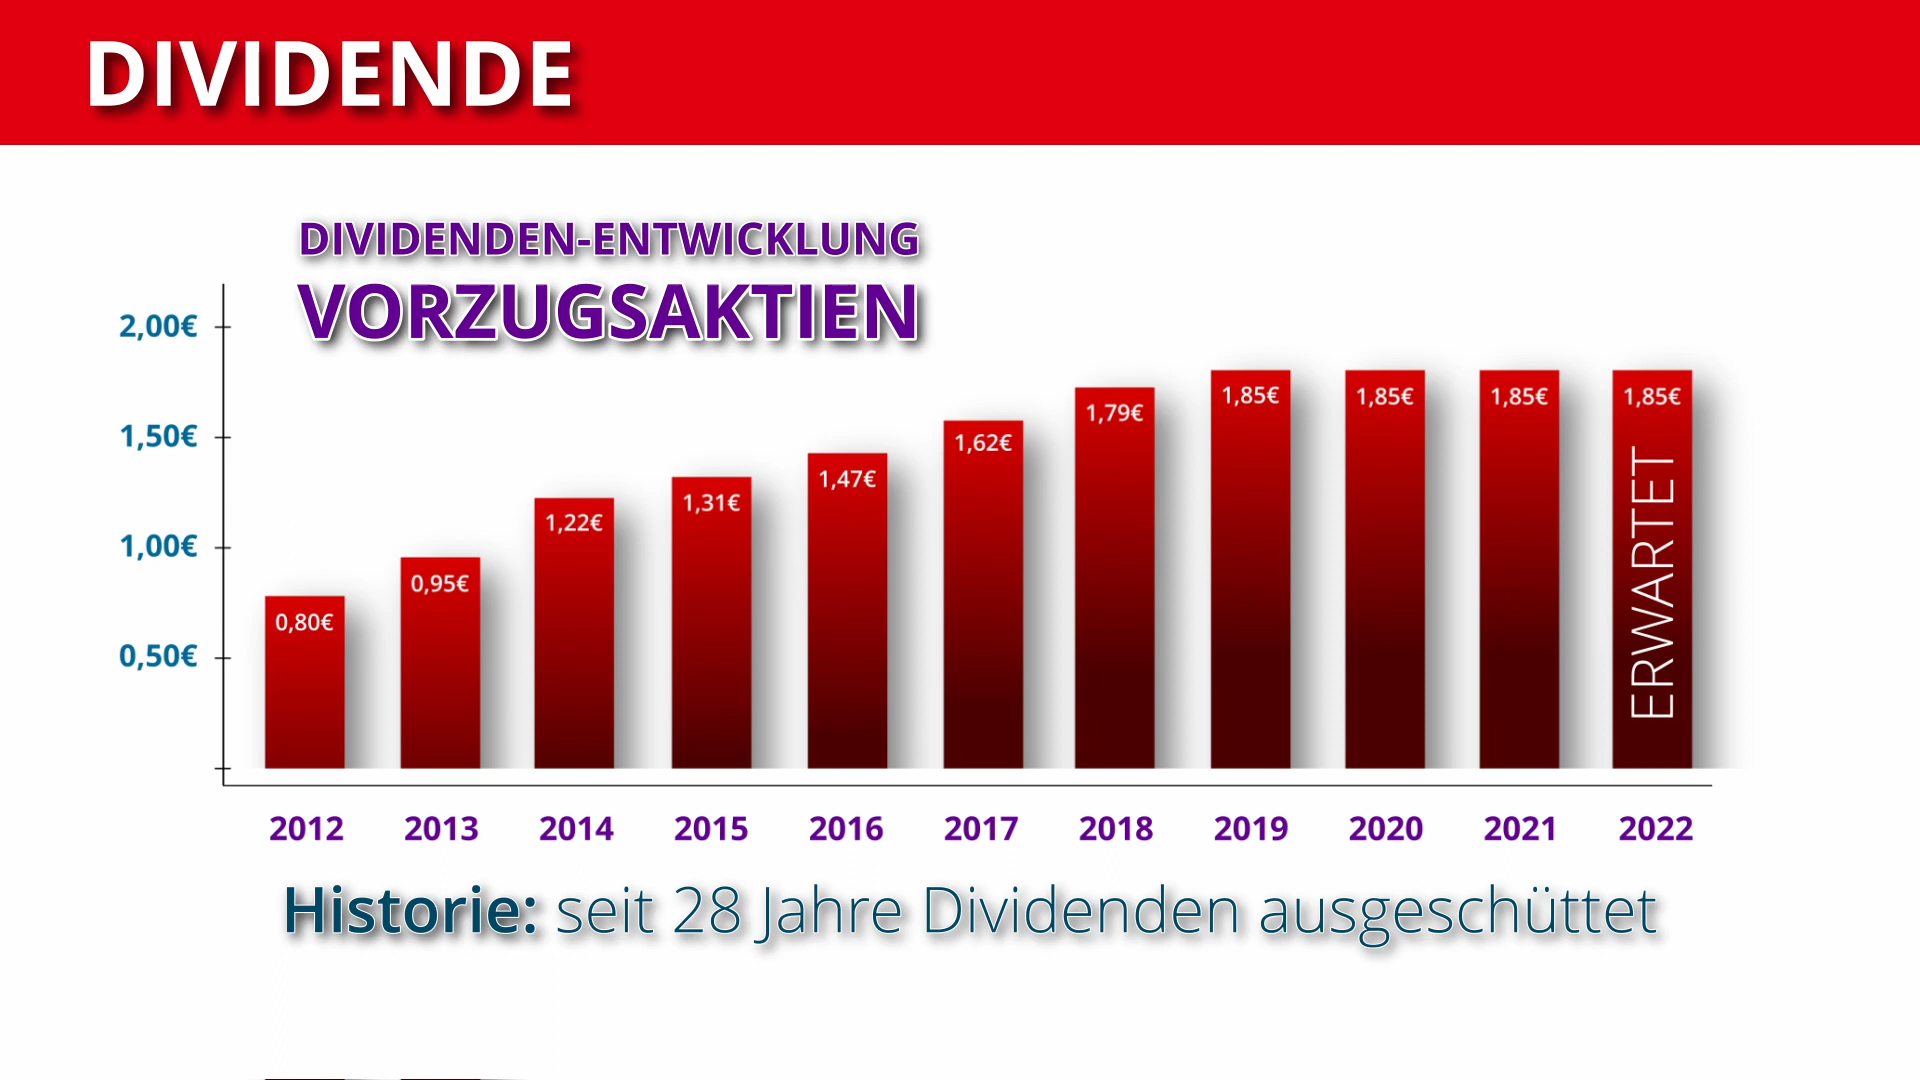 DIVIDENDE
DIVIDENDEN-ENTWICKLUNG
VORZUGSAKTIEN
2,00€
1,50€
1,00€
0,50€
0,80€
0,95€
1,22€
1,31€
1,47€
1,62€
1,79€
1,85€
1,85€
1,85€
1,85€
ERWARTET
2012 2013 2014 2015 2016 2017 2018 2019 2020 2021 2022
Historie: seit 28 Jahre Dividenden ausgeschüttet